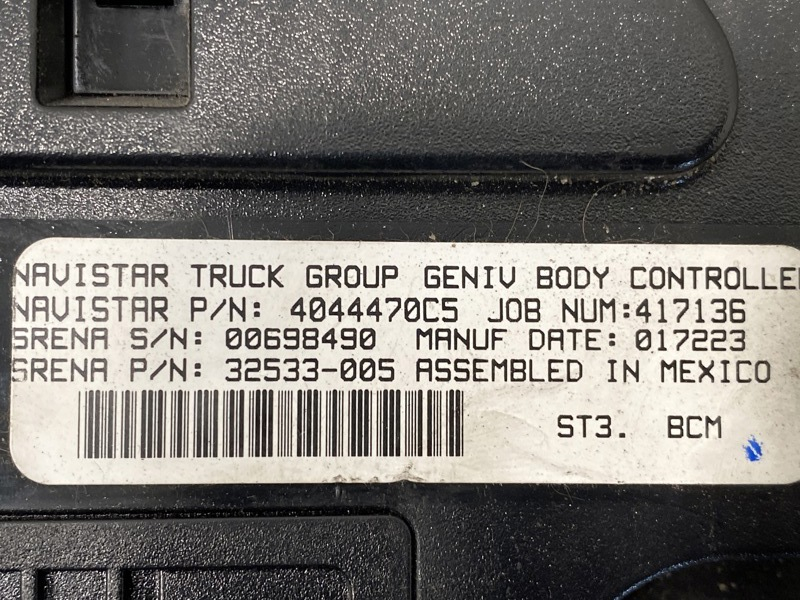 NAVISTAR TRUCK GROUP GENIV BODY CONTROLLE
NAVISTAR P/N: 4044470C5 JOB NUM:417136
SRENA S/N: 00698490 MANUF DATE: 017223
SRENA P/N: 32533-005 ASSEMBLED IN MEXICO
ST3. BCM